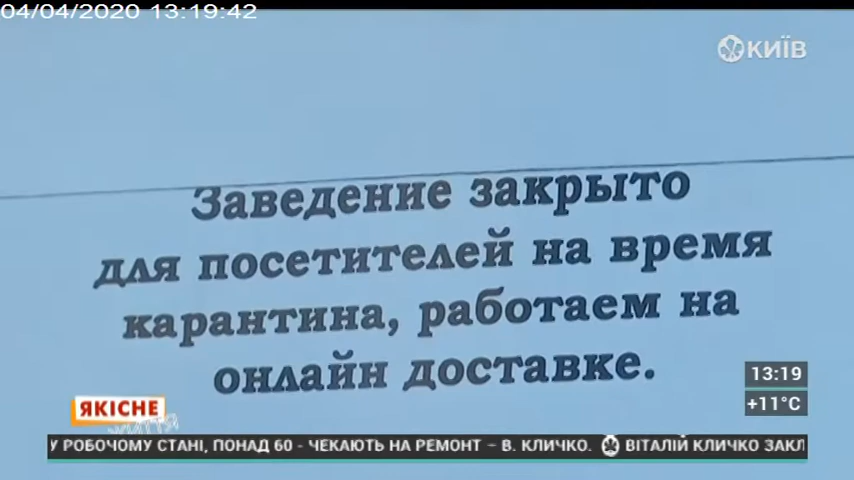 04/04/2020 13:19:42
КИЇВ
Заведение закрыто
для посетителей на время
карантина, работаем на
онлайн доставке.
13:19
+11°C
ЯКІСНЕ
ЖИТТЯ
У РОБОЧОМУ СТАНІ, ПОНАД 60 - ЧЕКАЮТЬ НА РЕМОНТ – В. КЛИЧКО. ВІТАЛІЙ КЛИЧКО ЗАКЛ